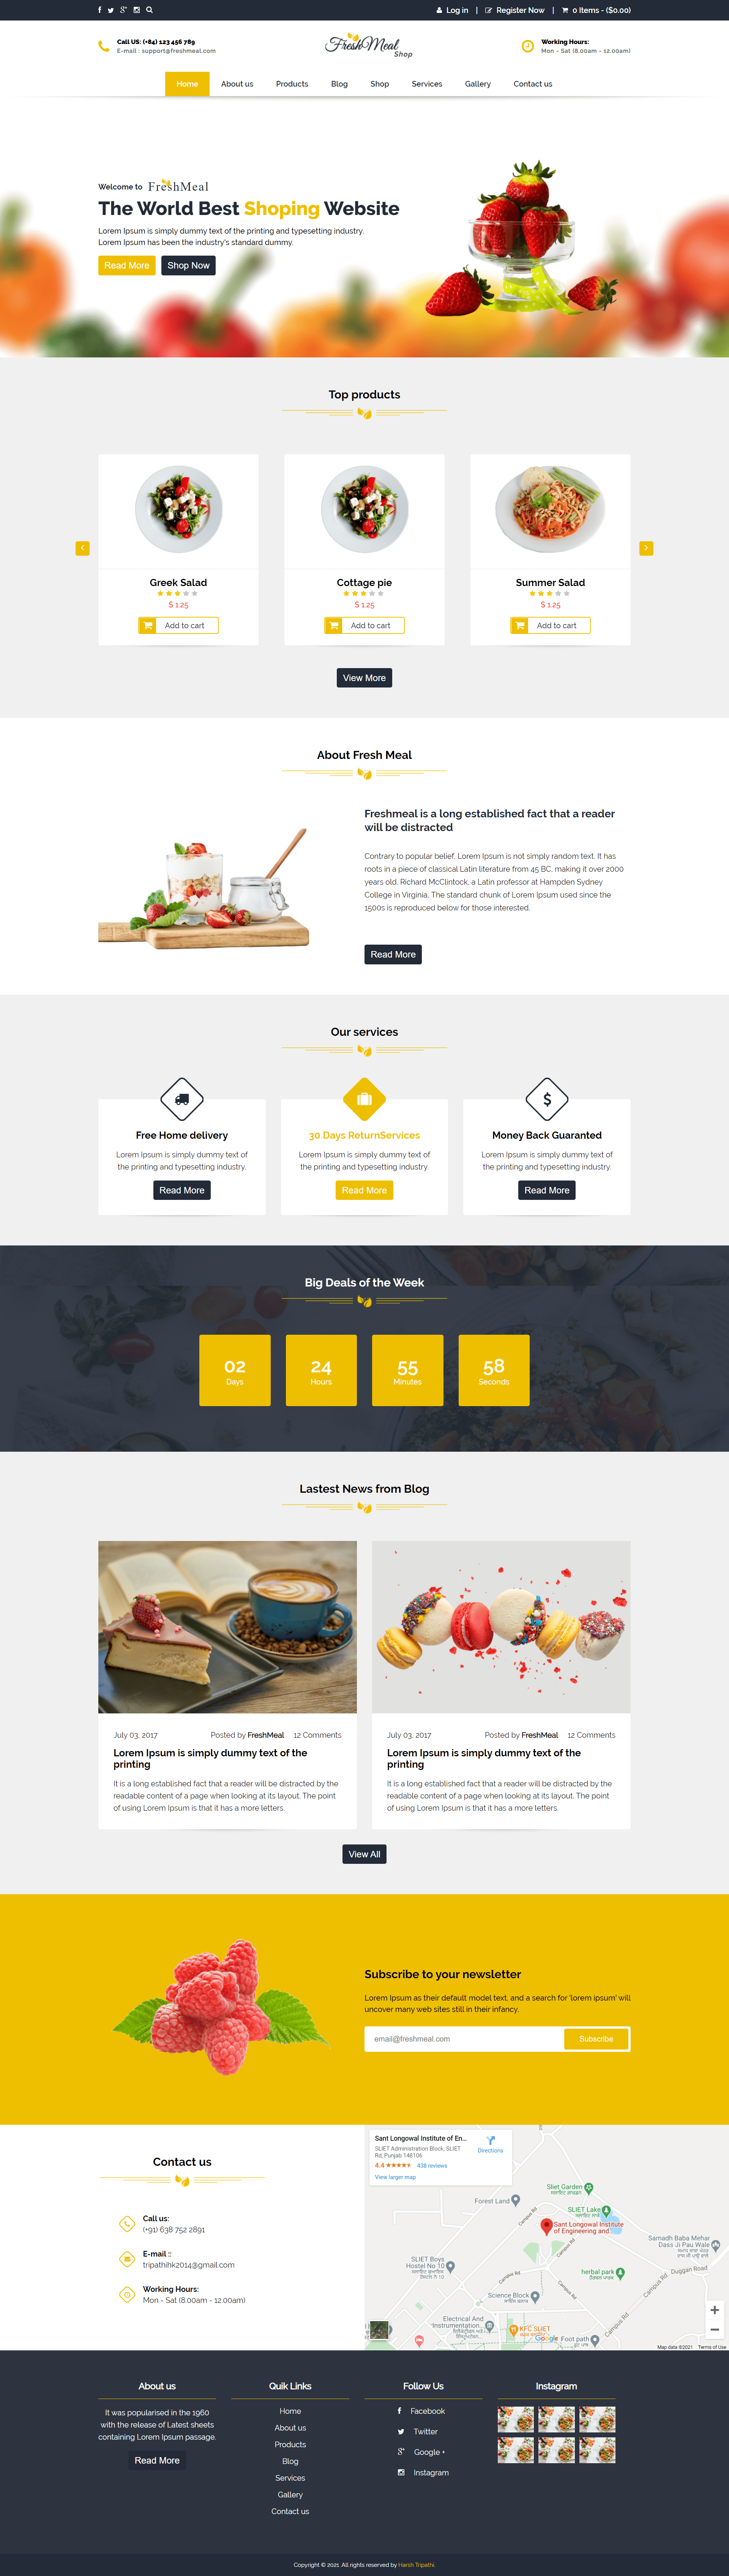 Log in | Register Now | 0 Items - ($0.00)
Call US: (+84) 123 456 789
E-mail : support@freshmeal.com
FreshMeal
Shop
Working Hours:
Mon - Sat (8.00am - 12.00am)
Home About us Products Blog Shop Services Gallery Contact us
Welcome to FreshMeal
The World Best Shoping Website
Lorem Ipsum is simply dummy text of the printing and typesetting industry.
Lorem Ipsum has been the industry's standard dummy.
Read More Shop Now
Top products
Greek Salad
$ 1.25
Add to cart
Cottage pie
$ 1.25
Add to cart
Summer Salad
$ 1.25
Add to cart
View More
About Fresh Meal
Freshmeal is a long established fact that a reader
will be distracted
Contrary to popular belief, Lorem Ipsum is not simply random text. It has
roots in a piece of classical Latin literature from 45 BC, making it over 2000
years old. Richard McClintock, a Latin professor at Hampden Sydney
College in Virginia, The standard chunk of Lorem Ipsum used since the
1500s is reproduced below for those interested.
Read More
Our services
Free Home delivery
Lorem Ipsum is simply dummy text of
the printing and typesetting industry.
Read More
30 Days ReturnServices
Lorem Ipsum is simply dummy text of
the printing and typesetting industry.
Read More
Money Back Guaranted
Lorem Ipsum is simply dummy text of
the printing and typesetting industry.
Read More
Big Deals of the Week
02 24 55 58
Days Hours Minutes Seconds
Lastest News from Blog
July 03, 2017 Posted by FreshMeal 12 Comments
Lorem Ipsum is simply dummy text of the
printing
It is a long established fact that a reader will be distracted by the
readable content of a page when looking at its layout. The point
of using Lorem Ipsum is that it has a more letters.
July 03, 2017 Posted by FreshMeal 12 Comments
Lorem Ipsum is simply dummy text of the
printing
It is a long established fact that a reader will be distracted by the
readable content of a page when looking at its layout. The point
of using Lorem Ipsum is that it has a more letters.
View All
Subscribe to your newsletter
Lorem Ipsum as their default model text, and a search for 'lorem ipsum' will
uncover many web sites still in their infancy.
email@freshmeal.com Subscribe
Contact us
Call us:
(+91) 638 752 2891
E-mail ::
tripathihk2014@gmail.com
Working Hours:
Mon - Sat (8.00am - 12.00am)
Sant Longowal Institute of En...
SLIET Administration Block, SLIET
Rd, Punjab 148106
4.4 438 reviews
View larger map
Directions
Sliet Garden
Forest Land
SLIET Lake
Sant Longowal Institute
of Engineering and...
Samadh Baba Mehar
Dass Ji Pau Wale
SLIET Boys
Hostel No 10
herbal park
Duggan Road
Campus Rd
Campus Rd
Campus Rd
Campus Rd
Campus Rd
Science Block
Electrical And
Instrumentation...
KFC SLIET
Google
Foot path
Map data ©2021 Terms of Use
About us
It was popularised in the 1960
with the release of Latest sheets
containing Lorem Ipsum passage.
Read More
Quik Links
Home
About us
Products
Blog
Services
Gallery
Contact us
Follow Us
Facebook
Twitter
Google +
Instagram
Instagram
Copyright © 2021 .All rights reserved by Harsh Tripathi.